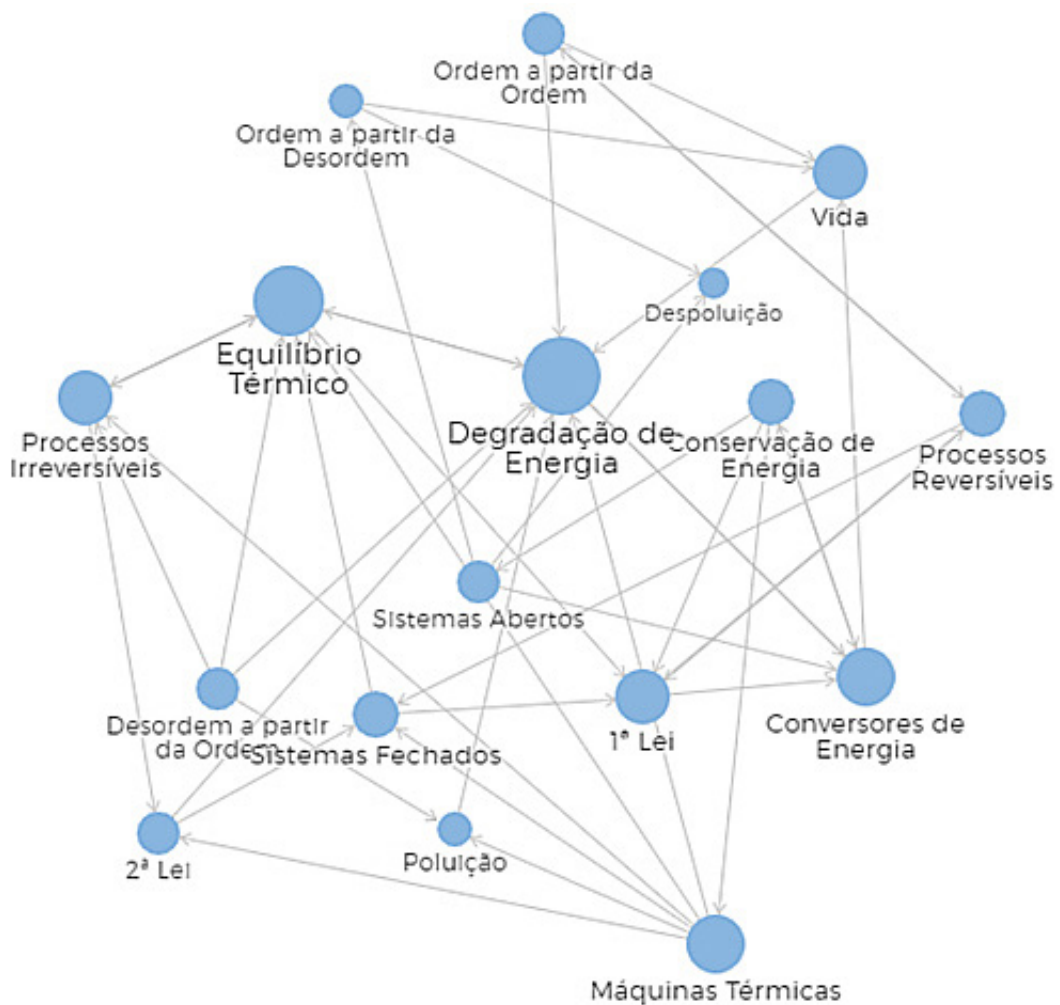 Ordem a partir da
Ordem
Ordem a partir da
Desordem
Vida
Despoluição
Equilíbrio
Térmico
Processos
Irreversíveis
Degradação de
Energia
Conservação de
Energia
Processos
Reversíveis
Sistemas Abertos
Desordem a partir
da Ordem
Sistemas Fechados
1ª Lei
Conversores de
Energia
2ª Lei
Poluição
Máquinas Térmicas